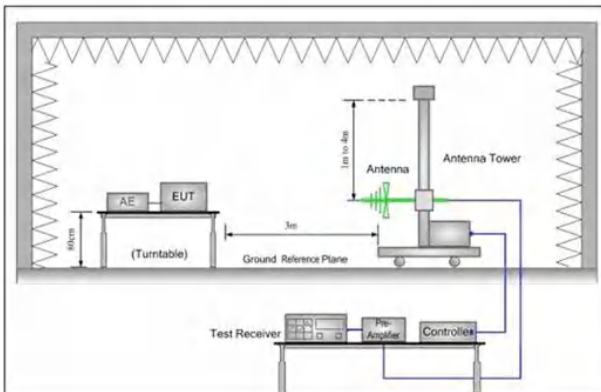 1m to 4m
Antenna
Antenna Tower
AE
EUT
80cm
(Turntable)
3m
Ground Reference Plane
Test Receiver
Pre-
Amplifier
Controller